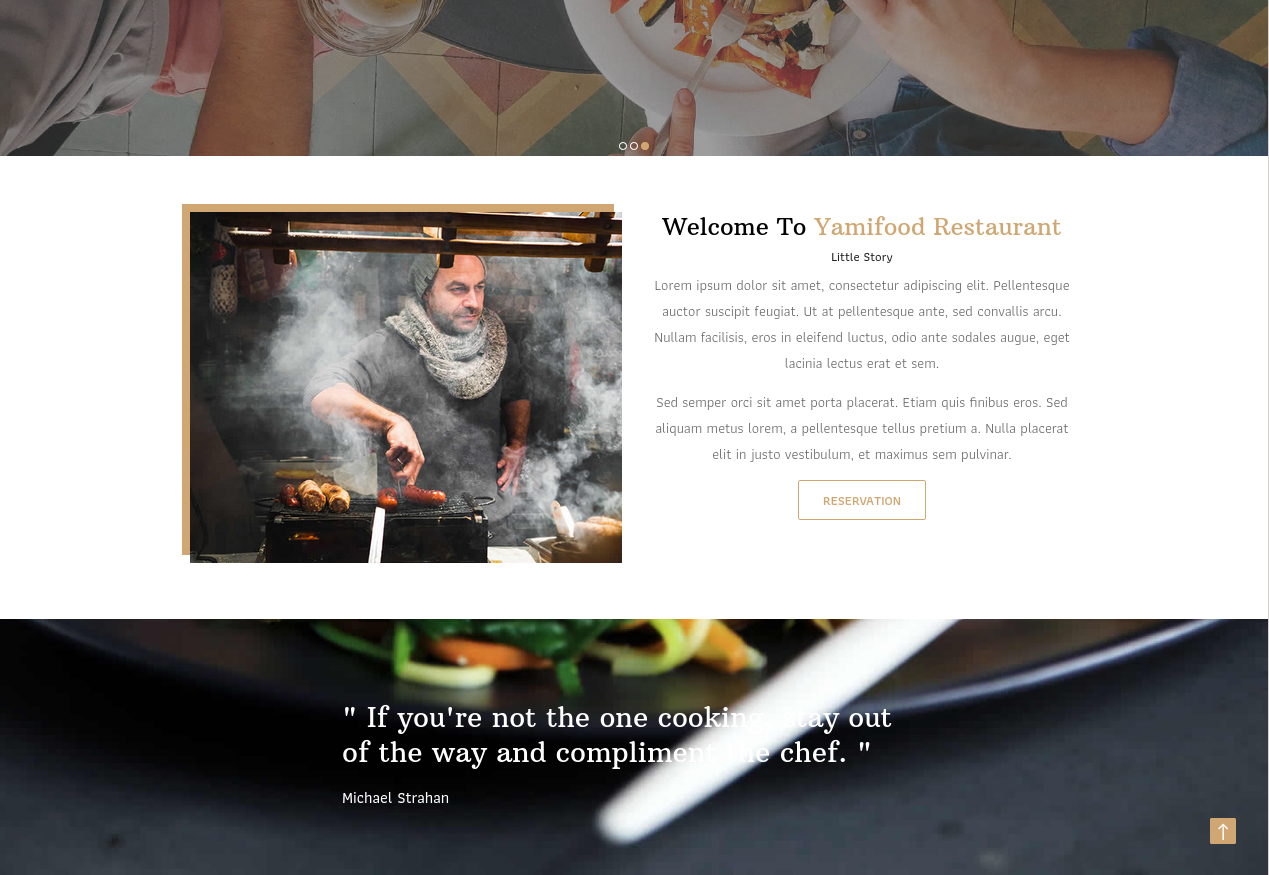 Welcome To Yamifood Restaurant
Little Story
Lorem ipsum dolor sit amet, consectetur adipiscing elit. Pellentesque
auctor suscipit feugiat. Ut at pellentesque ante, sed convallis arcu.
Nullam facilisis, eros in eleifend luctus, odio ante sodales augue, eget
lacinia lectus erat et sem.
Sed semper orci sit amet porta placerat. Etiam quis finibus eros. Sed
aliquam metus lorem, a pellentesque tellus pretium a. Nulla placerat
elit in justo vestibulum, et maximus sem pulvinar.
RESERVATION
" If you're not the one cooking, stay out
of the way and compliment the chef. "
Michael Strahan